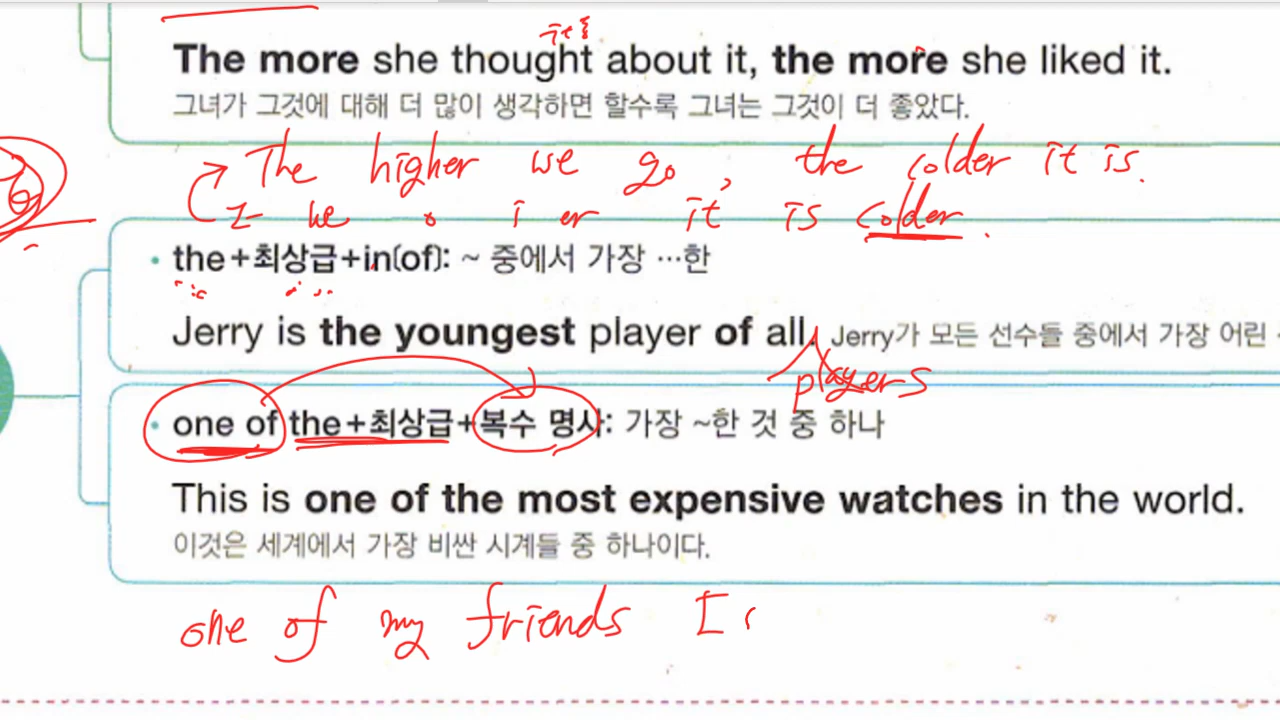 The more she thought about it, the more she liked it.
그녀가 그것에 대해 더 많이 생각하면 할수록 그녀는 그것이 더 좋았다.
The higher we go, the colder it is.
it is colder.
• the+최상급+in(of): ~ 중에서 가장 …한
Jerry is the youngest player of all. Jerry가 모든 선수들 중에서 가장 어린
players
• one of the+최상급+복수 명사: 가장 ~한 것 중 하나
This is one of the most expensive watches in the world.
이것은 세계에서 가장 비싼 시계들 중 하나이다.
one of my friends